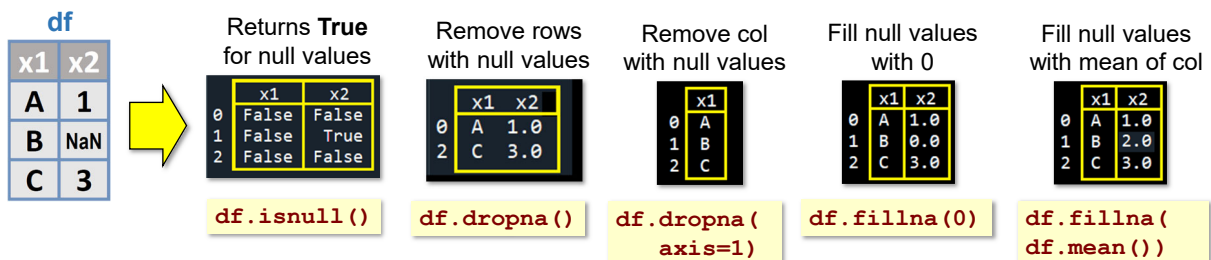 df
x1 x2
A 1
B NaN
C 3
Returns True
for null values
x1 x2
0 False False
1 False True
2 False False
df.isnull()
Remove rows
with null values
x1 x2
0 A 1.0
2 C 3.0
df.dropna()
Remove col
with null values
x1
0 A
1 B
2 C
df.dropna(
axis=1)
Fill null values
with 0
x1 x2
0 A 1.0
1 B 0.0
2 C 3.0
df.fillna(0)
Fill null values
with mean of col
x1 x2
0 A 1.0
1 B 2.0
2 C 3.0
df.fillna(
df.mean())